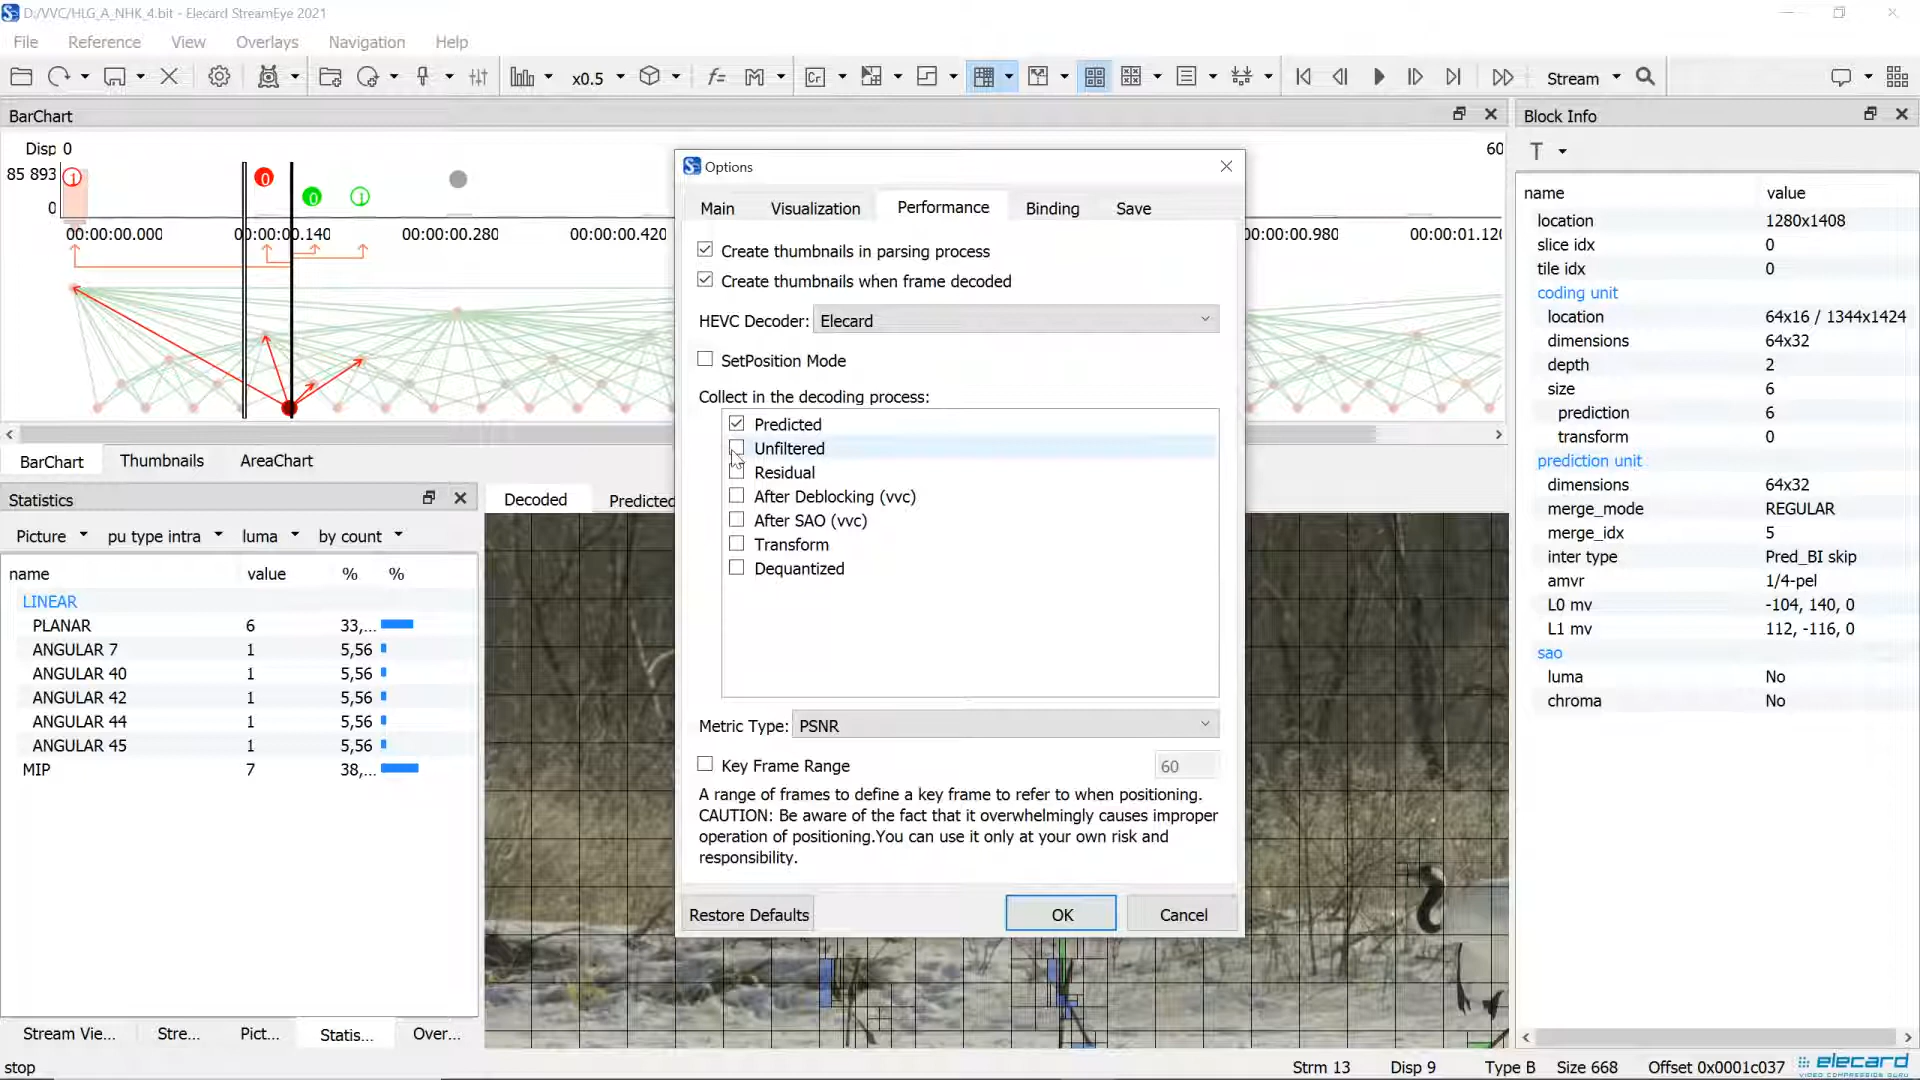 D:/VVC/HLG_A_NHK_4.bit - Elecard StreamEye 2021
File Reference View Overlays Navigation Help
x0.5 Cr Stream
BarChart
Block Info
Disp 0
60
T
85 893
1 0 0 1
0
name value
00:00:00.000 00:00:00.140 00:00:00.280 00:00:00.420 00:00:00.980 00:00:01.120
location 1280x1408
slice idx 0
tile idx 0
coding unit
location 64x16 / 1344x1424
dimensions 64x32
depth 2
size 6
prediction 6
transform 0
prediction unit
dimensions 64x32
merge_mode REGULAR
merge_idx 5
inter type Pred_BI skip
amvr 1/4-pel
L0 mv -104, 140, 0
L1 mv 112, -116, 0
sao
luma No
chroma No
Options
Main Visualization Performance Binding Save
Create thumbnails in parsing process
Create thumbnails when frame decoded
HEVC Decoder: Elecard
SetPosition Mode
Collect in the decoding process:
Predicted
Unfiltered
Residual
After Deblocking (vvc)
After SAO (vvc)
Transform
Dequantized
Metric Type: PSNR
Key Frame Range 60
A range of frames to define a key frame to refer to when positioning.
CAUTION: Be aware of the fact that it overwhelmingly causes improper
operation of positioning.You can use it only at your own risk and
responsibility.
Restore Defaults OK Cancel
BarChart Thumbnails AreaChart
Statistics
Decoded Predicted
Picture pu type intra luma by count
name value % %
LINEAR
PLANAR 6 33,...
ANGULAR 7 1 5,56
ANGULAR 40 1 5,56
ANGULAR 42 1 5,56
ANGULAR 44 1 5,56
ANGULAR 45 1 5,56
MIP 7 38,...
Stream Vie... Stre... Pict... Statis... Over...
stop
Strm 13 Disp 9 Type B Size 668 Offset 0x0001c037 elecard
VIDEO COMPRESSION GURU